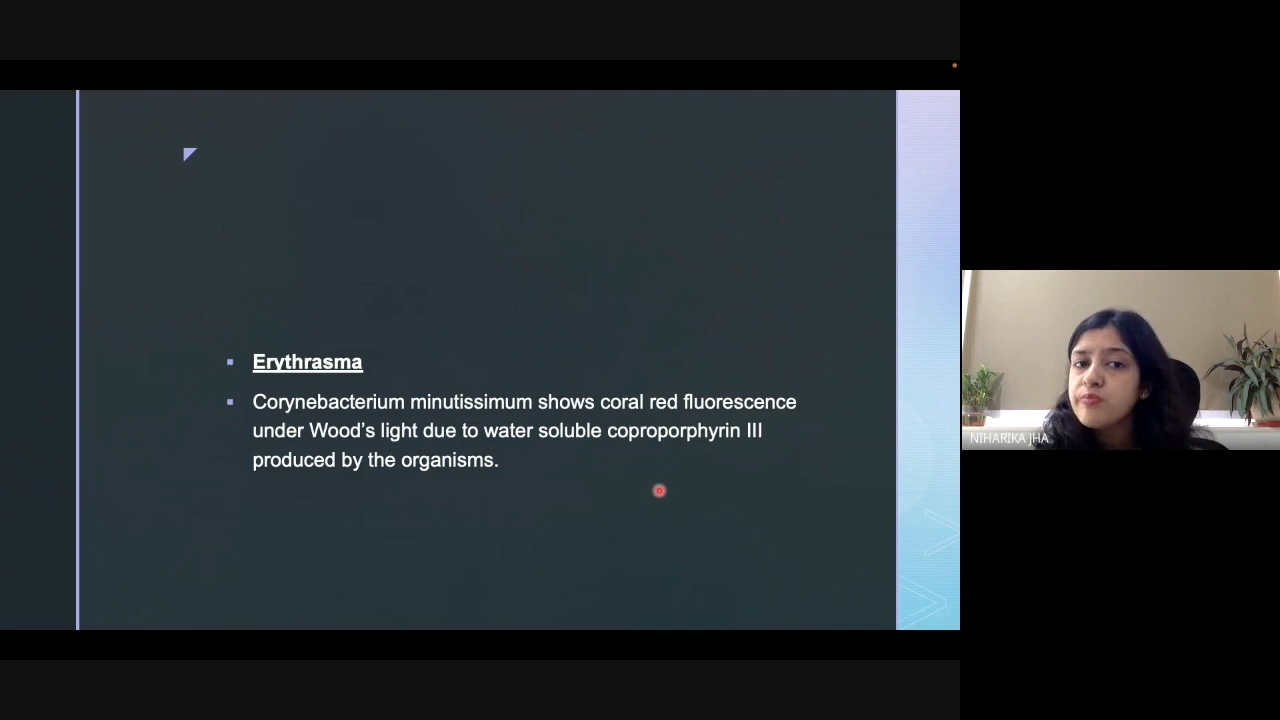 Erythrasma
Corynebacterium minutissimum shows coral red fluorescence
under Wood’s light due to water soluble coproporphyrin III
produced by the organisms.
NIHARIKA JHA